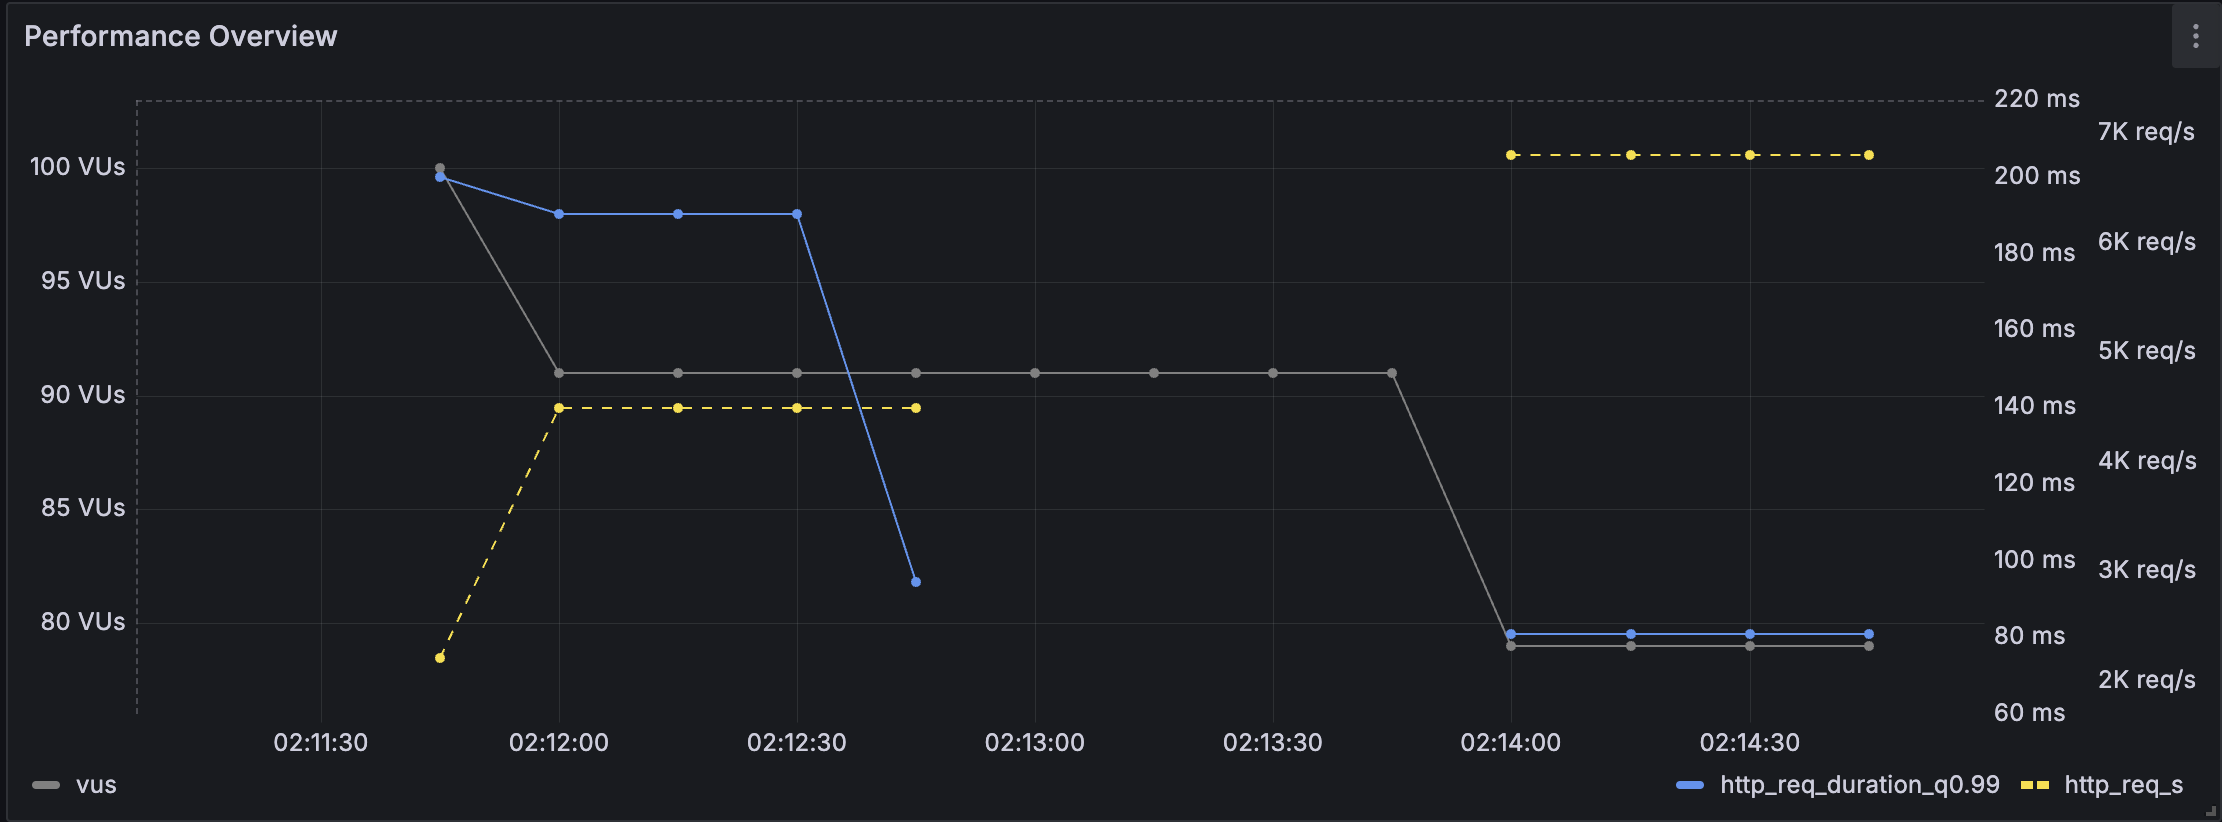 Performance Overview
100 VUs
95 VUs
90 VUs
85 VUs
80 VUs
220 ms
200 ms
180 ms
160 ms
140 ms
120 ms
100 ms
80 ms
60 ms
7K req/s
6K req/s
5K req/s
4K req/s
3K req/s
2K req/s
02:11:30 02:12:00 02:12:30 02:13:00 02:13:30 02:14:00 02:14:30
vus http_req_duration_q0.99 http_req_s